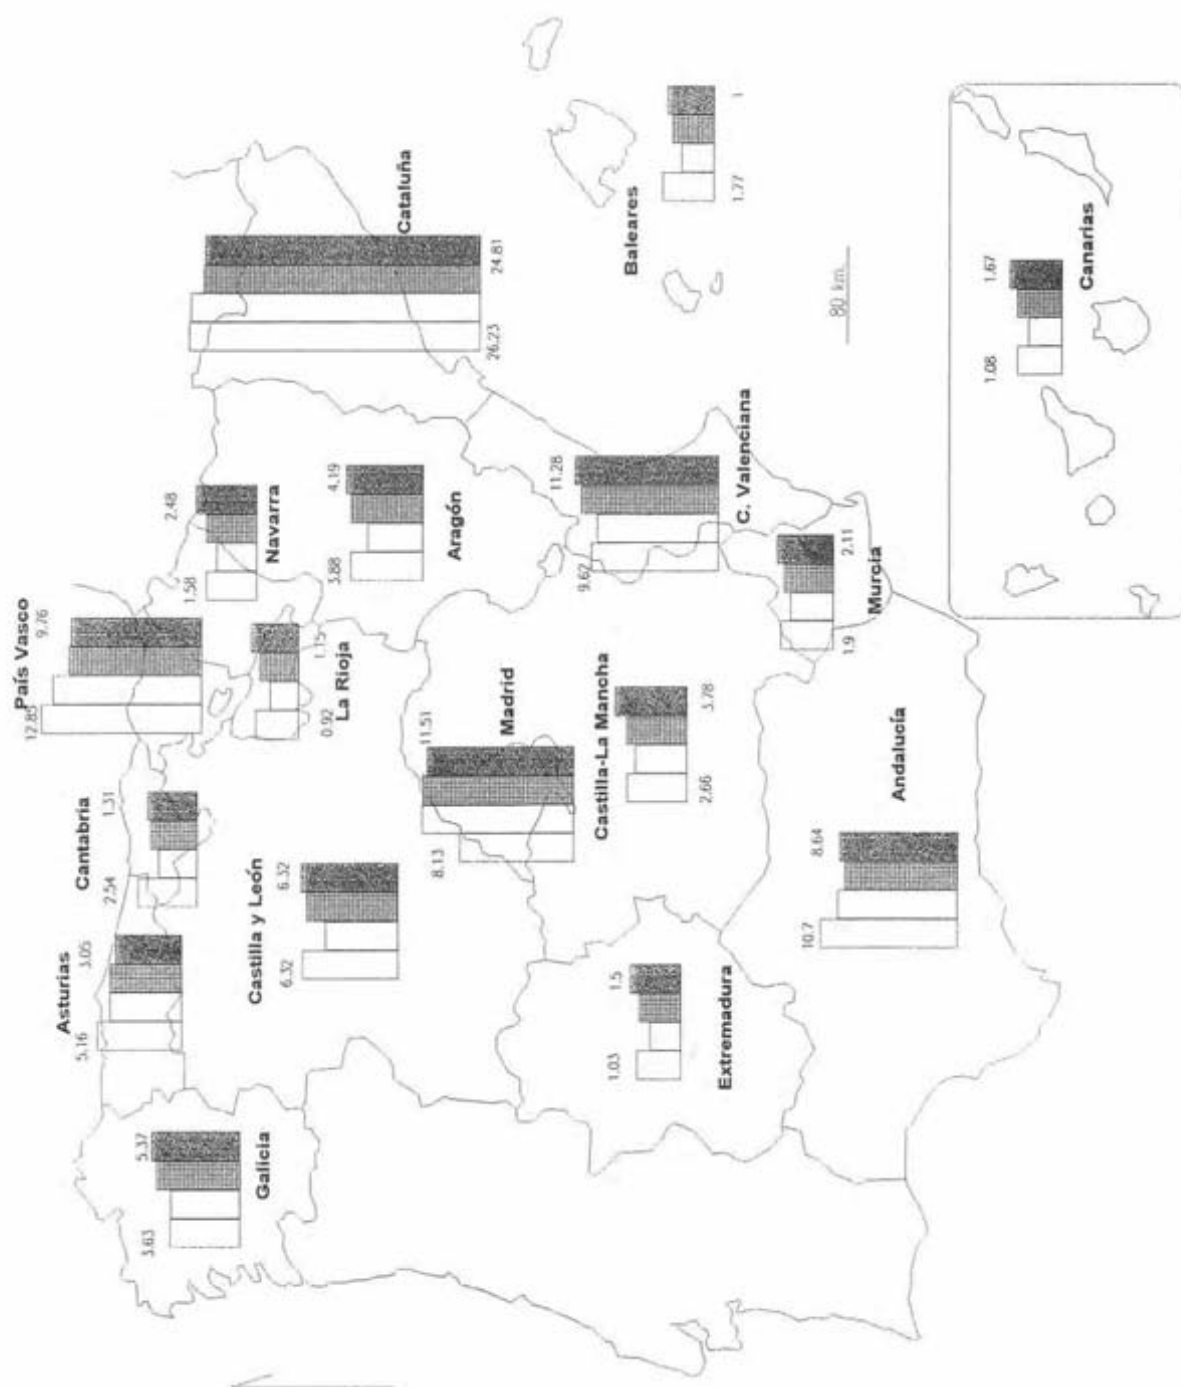 País Vasco
12.85
9.76
Cantabria
2.54
1.31
Asturias
5.16
3.05
Galicia
3.63
5.37
Navarra
1.58
2.48
La Rioja
0.92
1.15
Aragón
3.88
4.19
Cataluña
26.23
24.81
Castilla y León
6.32
6.32
Madrid
8.13
11.51
Castilla-La Mancha
2.66
3.78
C. Valenciana
9.62
11.28
Baleares
1.77
1
80 km.
Extremadura
1.03
1.5
Andalucía
10.7
8.64
Murcia
1.9
2.11
Canarias
1.08
1.67